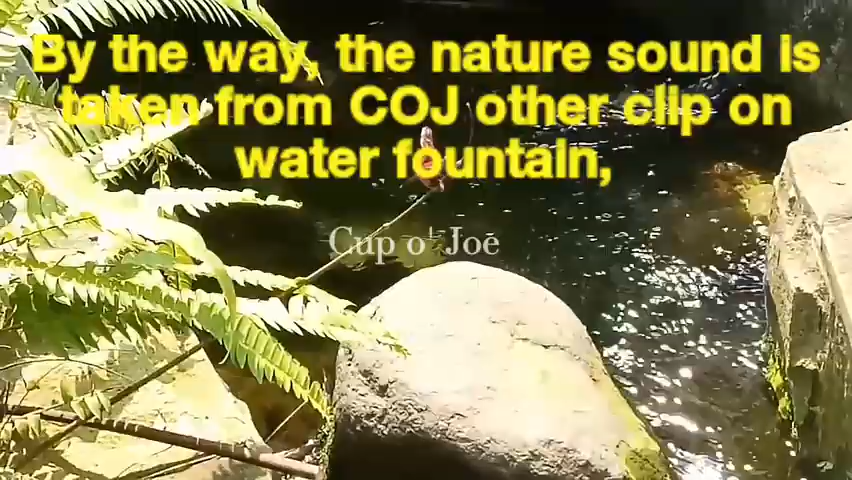 By the way, the nature sound is
taken from COJ other clip on
water fountain,
Cup o' Joe